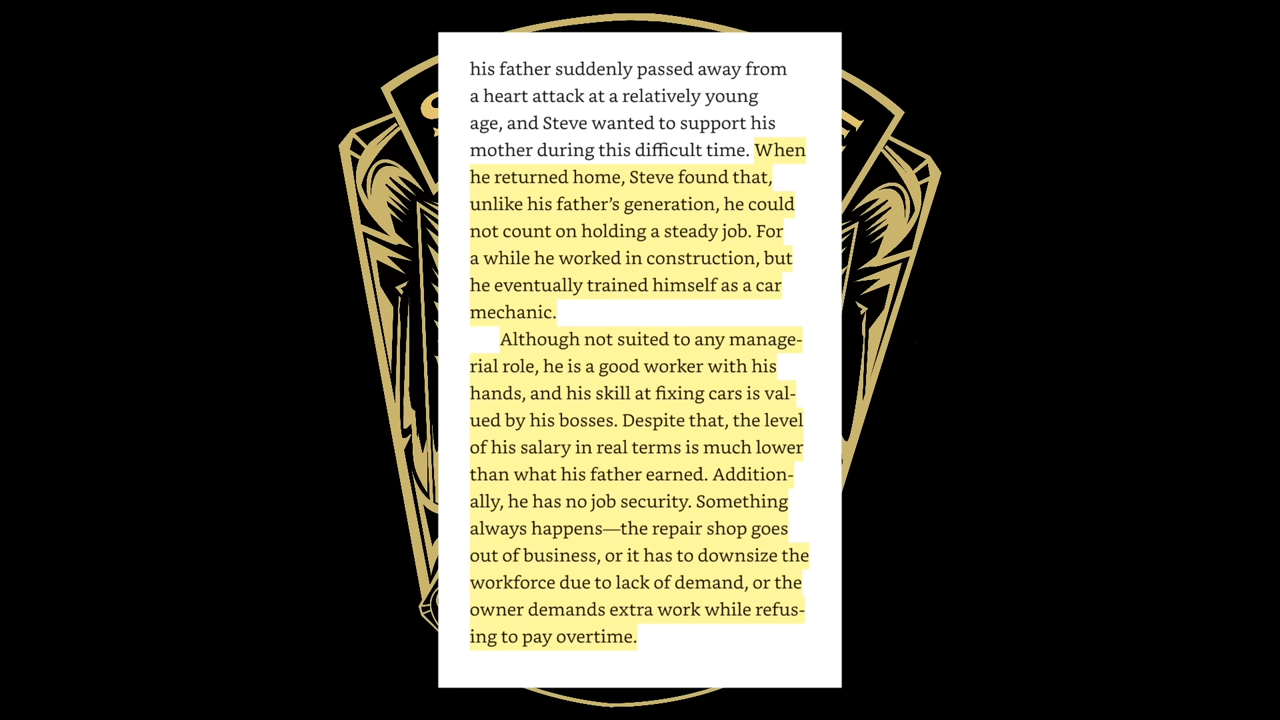 his father suddenly passed away from
a heart attack at a relatively young
age, and Steve wanted to support his
mother during this difficult time. When
he returned home, Steve found that,
unlike his father’s generation, he could
not count on holding a steady job. For
a while he worked in construction, but
he eventually trained himself as a car
mechanic.
Although not suited to any manage-
rial role, he is a good worker with his
hands, and his skill at fixing cars is val-
ued by his bosses. Despite that, the level
of his salary in real terms is much lower
than what his father earned. Addition-
ally, he has no job security. Something
always happens—the repair shop goes
out of business, or it has to downsize the
workforce due to lack of demand, or the
owner demands extra work while refus-
ing to pay overtime.